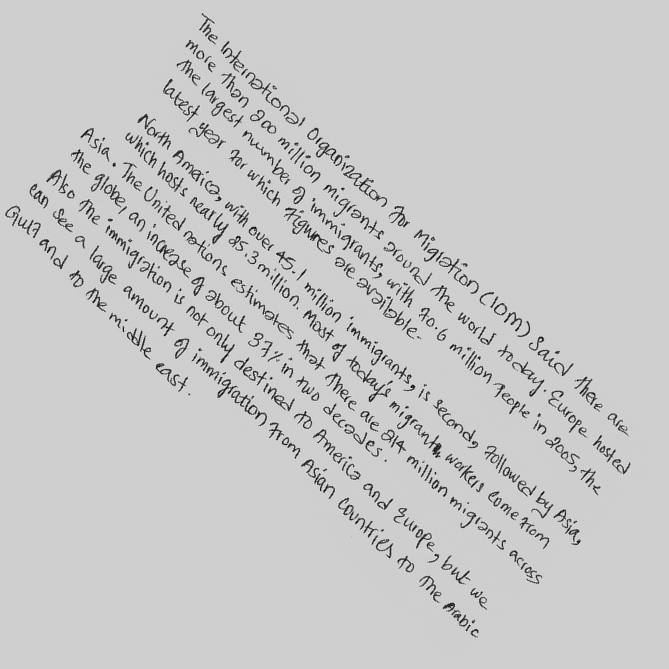 The International Organization for Migration (IOM) said there are
more than 200 million migrants around the world today. Europe hosted
the largest number of immigrants, with 70.6 million people in 2005, the
latest year for which figures are available.
North America, with over 45.1 million immigrants, is second, followed by Asia,
which hosts nearly 25.3 million. Most of today's migrants workers come from
Asia. The United nations estimates that there are 214 million migrants across
the globe, an increase of about 37% in two decades.
Also the immigration is not only destined to America and Europe, but we
can see a large amount of immigration from Asian countries to the Arabic
Gulf and to the middle east.